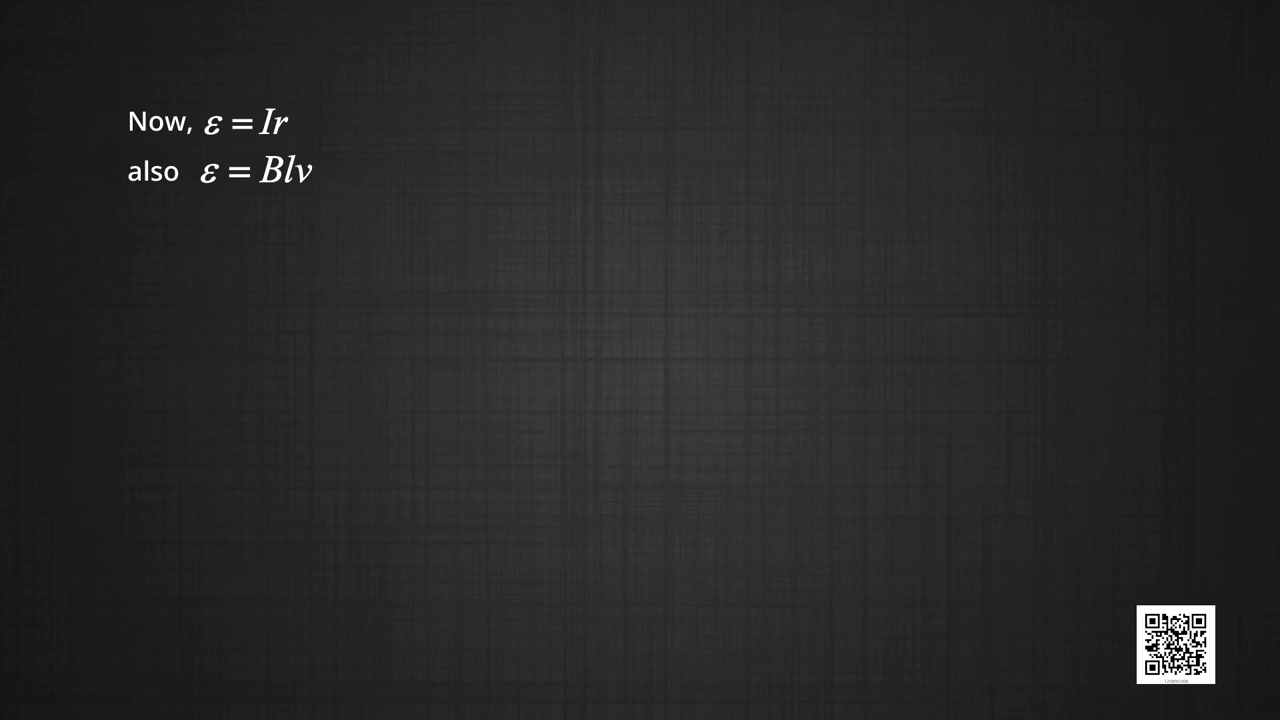 Now, ε = Ir
also ε = Blv